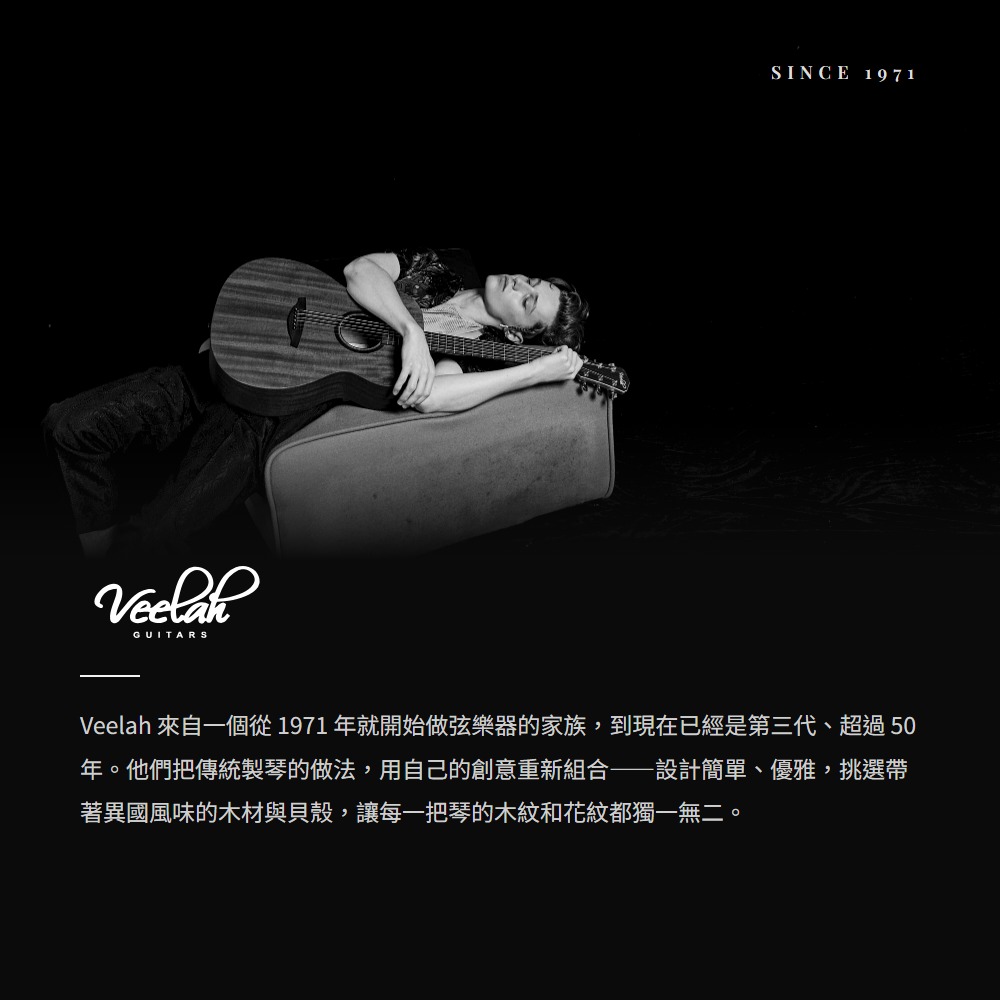 SINCE 1971
Veelah
GUITARS
Veelah 來自一個從 1971 年就開始做弦樂器的家族，到現在已經是第三代、超過 50
年。他們把傳統製琴的做法，用自己的創意重新組合——設計簡單、優雅，挑選帶
著異國風味的木材與貝殼，讓每一把琴的木紋和花紋都獨一無二。